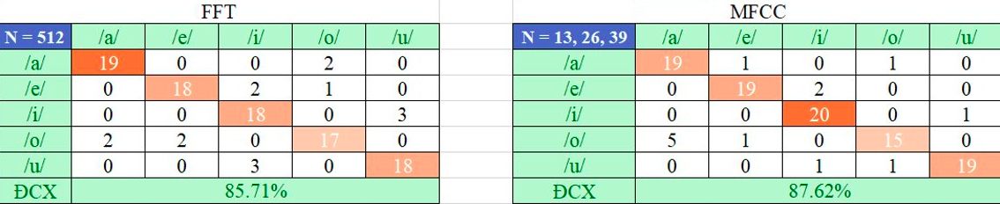 FFT MFCC
N = 512 /a/ /e/ /i/ /o/ /u/ N = 13, 26, 39 /a/ /e/ /i/ /o/ /u/
/a/ 19 0 0 2 0 /a/ 19 1 0 1 0
/e/ 0 18 2 1 0 /e/ 0 19 2 0 0
/i/ 0 0 18 0 3 /i/ 0 0 20 0 1
/o/ 2 2 0 17 0 /o/ 5 1 0 15 0
/u/ 0 0 3 0 18 /u/ 0 0 1 1 19
ĐCX 85.71% ĐCX 87.62%